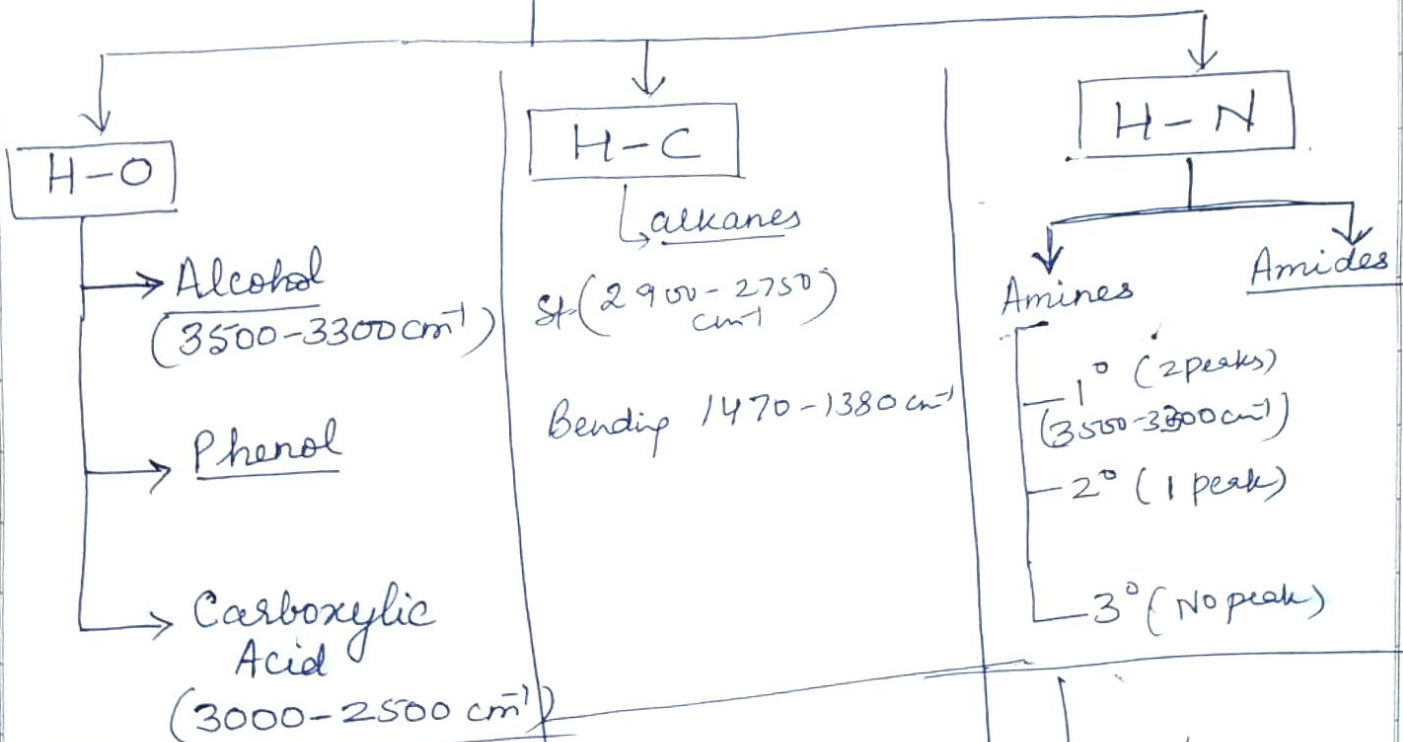 H-O
Alcohol
(3500-3300 cm⁻¹)
Phenol
Carboxylic
Acid
(3000-2500 cm⁻¹)
H-C
alkanes
St. (2900-2750)
cm⁻¹
Bending 1470-1380 cm⁻¹
H-N
Amines
Amides
1° (2 peaks)
(3500-3300 cm⁻¹)
2° (1 peak)
3° (No peak)